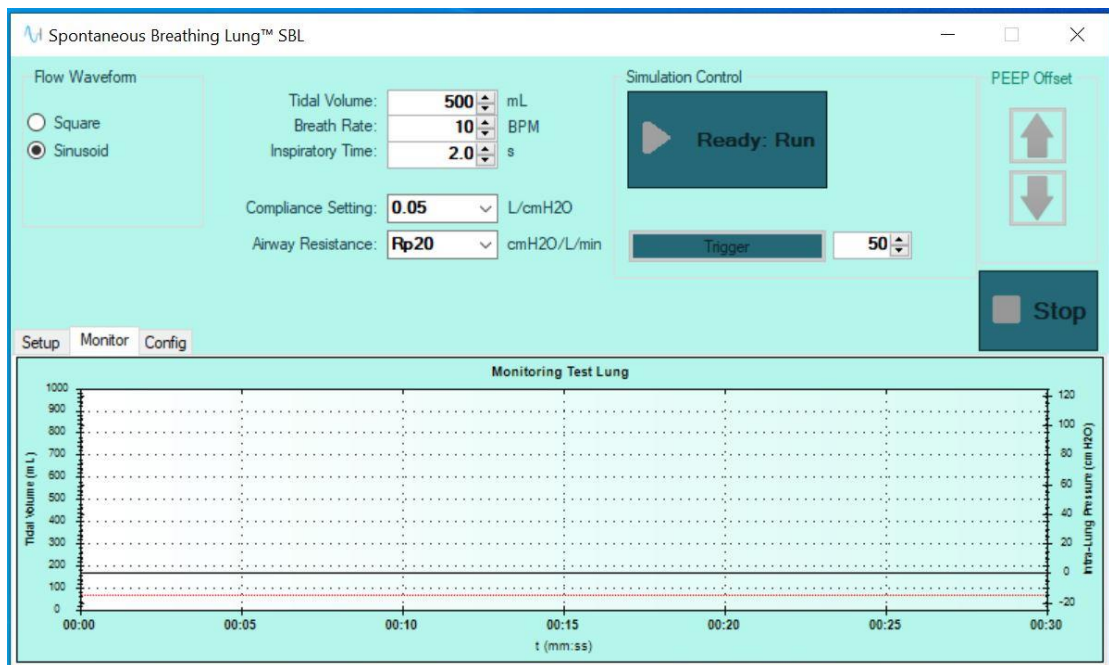 Spontaneous Breathing Lung™ SBL
Flow Waveform
Square
Sinusoid
Tidal Volume: 500 mL
Breath Rate: 10 BPM
Inspiratory Time: 2.0 s
Compliance Setting: 0.05 L/cmH2O
Airway Resistance: Rp20 cmH2O/L/min
Simulation Control
Ready: Run
Trigger 50
PEEP Offset
Stop
Setup Monitor Config
Monitoring Test Lung
Tidal Volume (mL)
1000
900
800
700
600
500
400
300
200
100
0
120
100
80
60
40
20
0
-20
Intra-Lung Pressure (cm H2O)
00:00 00:05 00:10 00:15 00:20 00:25 00:30
t (mm:ss)